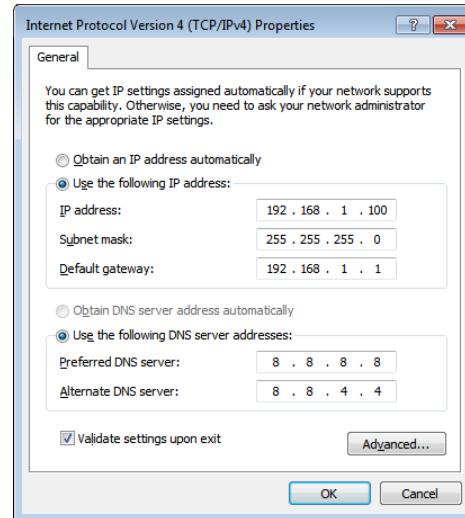 Internet Protocol Version 4 (TCP/IPv4) Properties
General
You can get IP settings assigned automatically if your network supports
this capability. Otherwise, you need to ask your network administrator
for the appropriate IP settings.
Obtain an IP address automatically
Use the following IP address:
IP address: 192 . 168 . 1 . 100
Subnet mask: 255 . 255 . 255 . 0
Default gateway: 192 . 168 . 1 . 1
Obtain DNS server address automatically
Use the following DNS server addresses:
Preferred DNS server: 8 . 8 . 8 . 8
Alternate DNS server: 8 . 8 . 4 . 4
Validate settings upon exit
Advanced...
OK Cancel